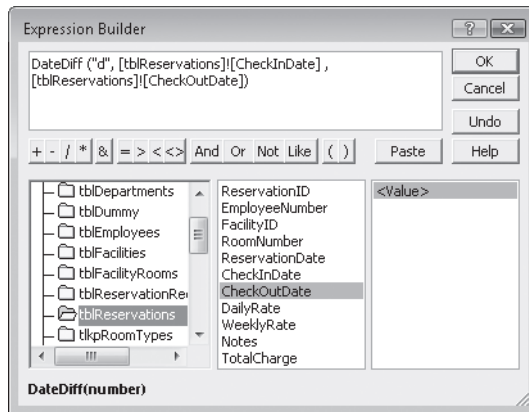 Expression Builder
DateDiff ("d", [tblReservations]![CheckInDate] ,
[tblReservations]![CheckOutDate])
OK
Cancel
Undo
+ - / * & = > < <> And Or Not Like ( ) Paste Help
tblDepartments
tblDummy
tblEmployees
tblFacilities
tblFacilityRooms
tblReservationRe
tblReservations
tlkpRoomTypes
ReservationID
EmployeeNumber
FacilityID
RoomNumber
ReservationDate
CheckInDate
CheckOutDate
DailyRate
WeeklyRate
Notes
TotalCharge
<Value>
DateDiff(number)